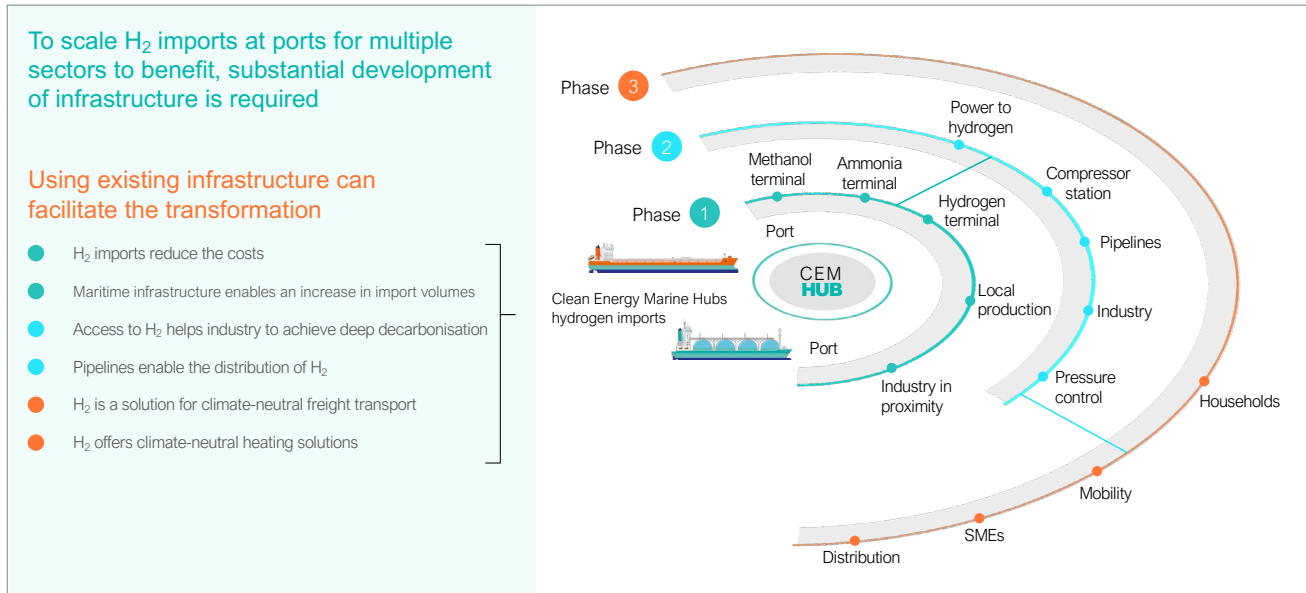 To scale H₂ imports at ports for multiple
sectors to benefit, substantial development
of infrastructure is required
Using existing infrastructure can
facilitate the transformation
H₂ imports reduce the costs
Maritime infrastructure enables an increase in import volumes
Access to H₂ helps industry to achieve deep decarbonisation
Pipelines enable the distribution of H₂
H₂ is a solution for climate-neutral freight transport
H₂ offers climate-neutral heating solutions
Phase 3
Phase 2
Phase 1
Power to
hydrogen
Methanol
terminal
Ammonia
terminal
Compressor
station
Hydrogen
terminal
Port
Pipelines
CEM
HUB
Clean Energy Marine Hubs
hydrogen imports
Local
production
Industry
Port
Industry in
proximity
Pressure
control
Households
Mobility
SMEs
Distribution